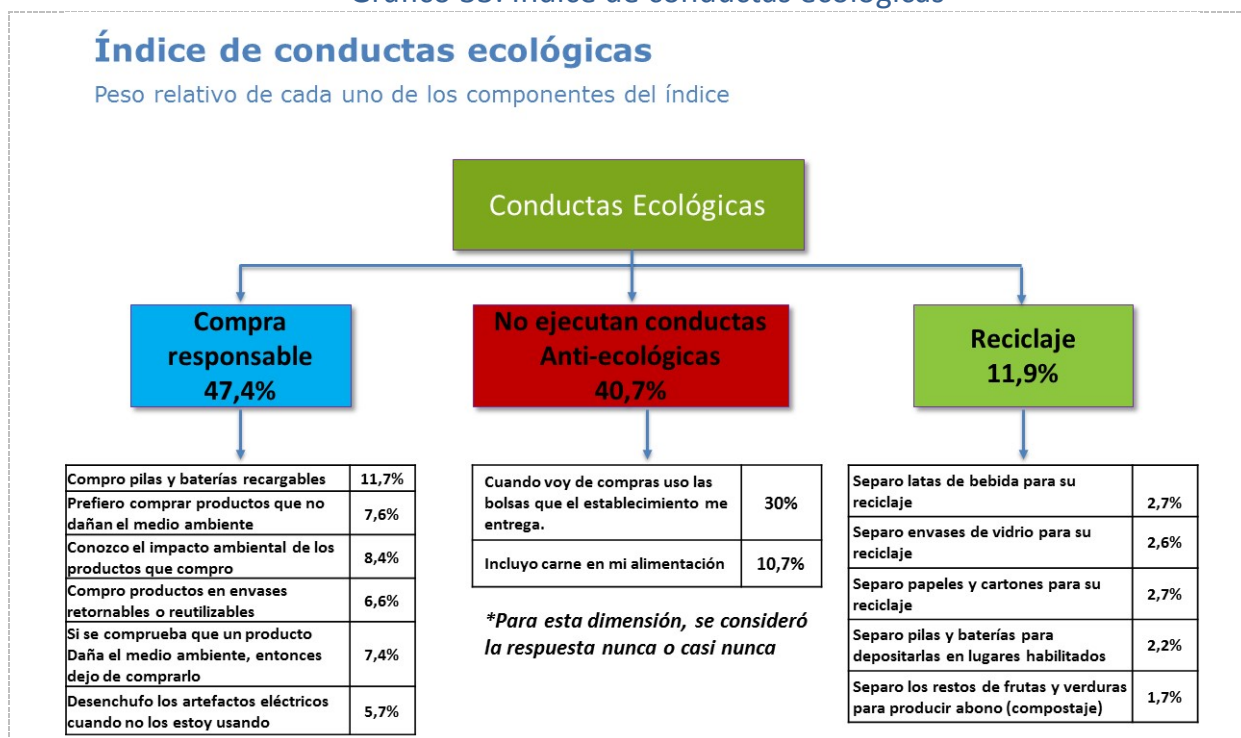 Índice de conductas ecológicas
Peso relativo de cada uno de los componentes del índice
Conductas Ecológicas
Compra
responsable
47,4%
No ejecutan conductas
Anti-ecológicas
40,7%
Reciclaje
11,9%
Compro pilas y baterías recargables 11,7%
Prefiero comprar productos que no
dañan el medio ambiente 7,6%
Conozco el impacto ambiental de los
productos que compro 8,4%
Compro productos en envases
retornables o reutilizables 6,6%
Si se comprueba que un producto
Daña el medio ambiente, entonces 7,4%
dejo de comprarlo
Desenchufo los artefactos eléctricos
cuando no los estoy usando 5,7%
Cuando voy de compras uso las
bolsas que el establecimiento me 30%
entrega.
Incluyo carne en mi alimentación 10,7%
*Para esta dimensión, se consideró
la respuesta nunca o casi nunca
Separo latas de bebida para su
reciclaje 2,7%
Separo envases de vidrio para su
reciclaje 2,6%
Separo papeles y cartones para su
reciclaje 2,7%
Separo pilas y baterías para
depositarlas en lugares habilitados 2,2%
Separo los restos de frutas y verduras
para producir abono (compostaje) 1,7%